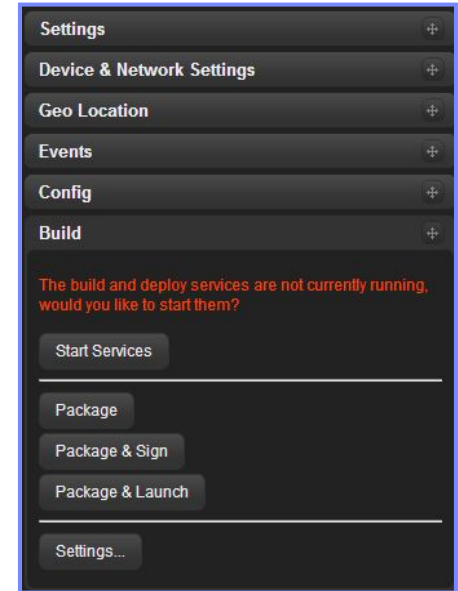 Settings
Device & Network Settings
Geo Location
Events
Config
Build
The build and deploy services are not currently running,
would you like to start them?
Start Services
Package
Package & Sign
Package & Launch
Settings...